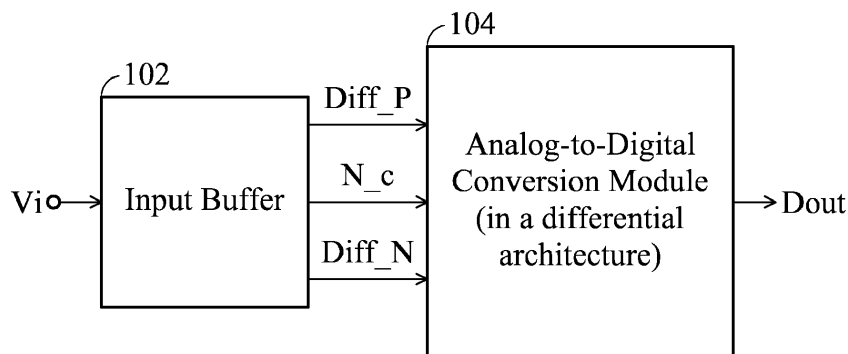 104
102
Diff_P
Analog-to-Digital
Conversion Module
(in a differential
architecture)
N_c
Vi
Input Buffer
Dout
Diff_N